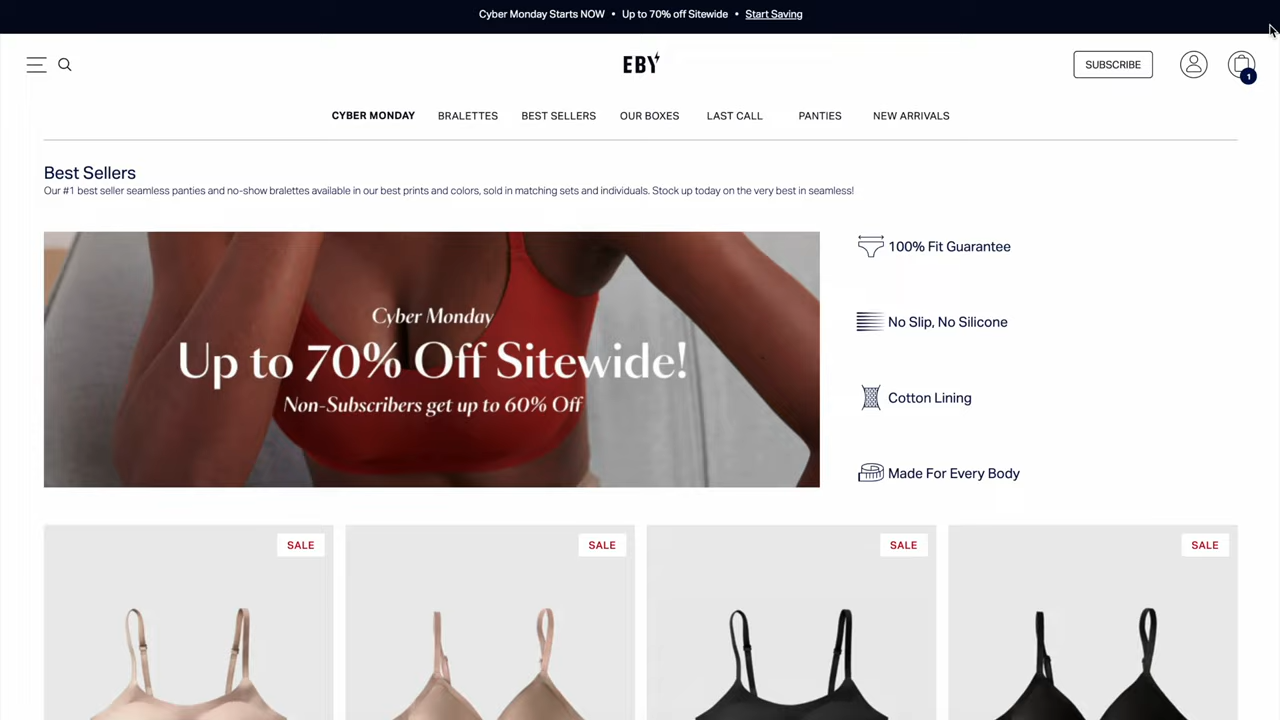 Cyber Monday Starts NOW • Up to 70% off Sitewide • Start Saving
EBY
SUBSCRIBE
1
CYBER MONDAY BRALETTES BEST SELLERS OUR BOXES LAST CALL PANTIES NEW ARRIVALS
Best Sellers
Our #1 best seller seamless panties and no-show bralettes available in our best prints and colors, sold in matching sets and individuals. Stock up today on the very best in seamless!
Cyber Monday
Up to 70% Off Sitewide!
Non-Subscribers get up to 60% Off
100% Fit Guarantee
No Slip, No Silicone
Cotton Lining
Made For Every Body
SALE SALE SALE SALE